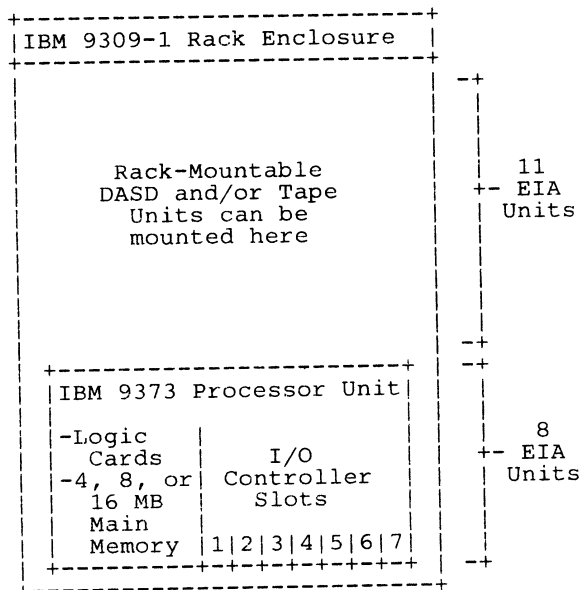 IBM 9309-1 Rack Enclosure
Rack-Mountable
DASD and/or Tape
Units can be
mounted here
11
EIA
Units
IBM 9373 Processor Unit
-Logic
Cards
-4, 8, or
16 MB
Main
Memory
I/O
Controller
Slots
1|2|3|4|5|6|7
8
EIA
Units